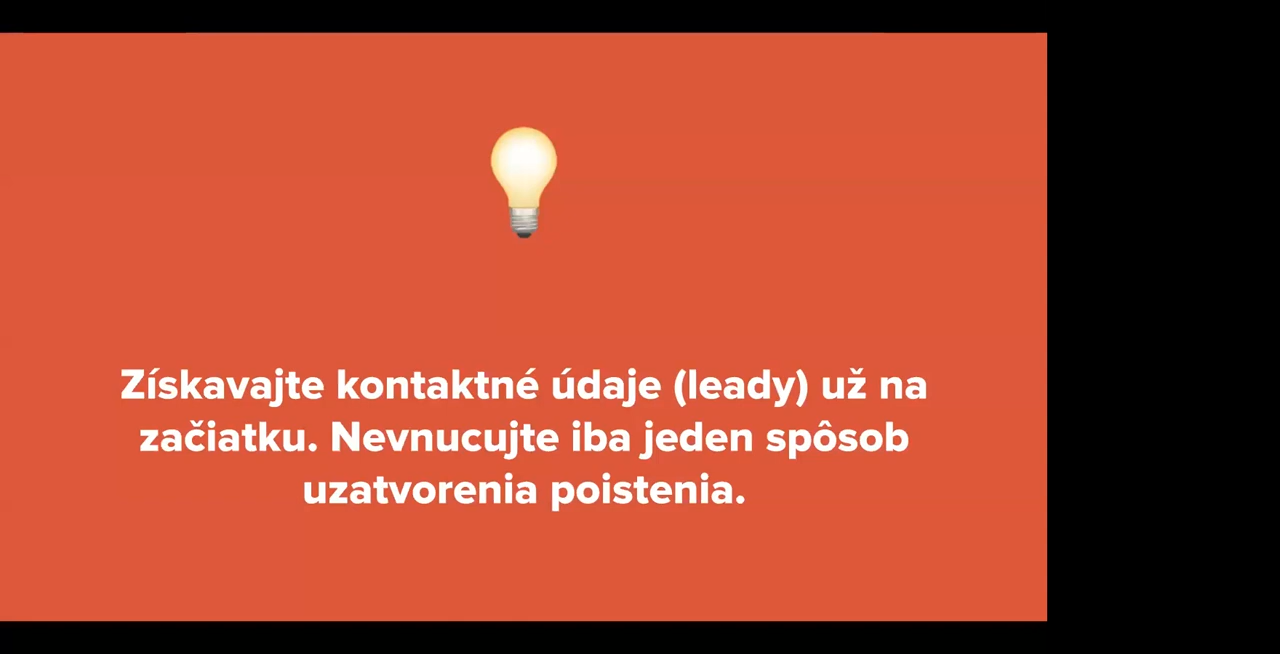 Získavajte kontaktné údaje (leady) už na
začiatku. Nevnucujte iba jeden spôsob
uzatvorenia poistenia.